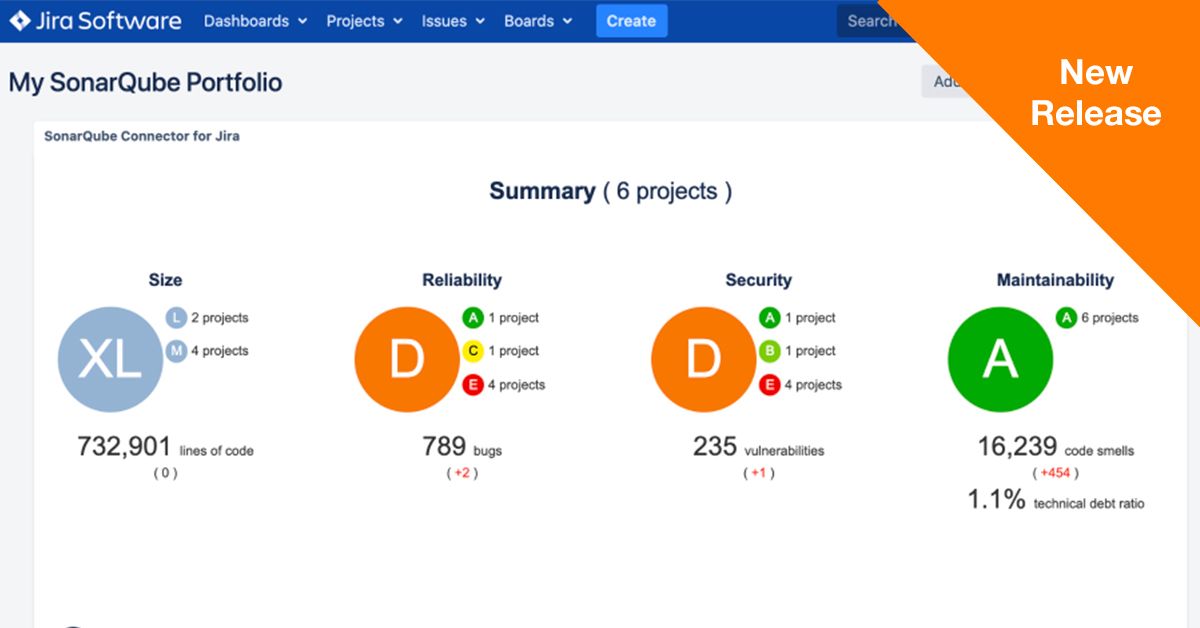 Jira Software Dashboards Projects Issues Boards Create Search
New
Release
My SonarQube Portfolio
SonarQube Connector for Jira
Summary ( 6 projects )
Size
XL
L 2 projects
M 4 projects
732,901 lines of code
( 0 )
Reliability
D
A 1 project
C 1 project
E 4 projects
789 bugs
( +2 )
Security
D
A 1 project
B 1 project
E 4 projects
235 vulnerabilities
( +1 )
Maintainability
A
A 6 projects
16,239 code smells
( +454 )
1.1% technical debt ratio